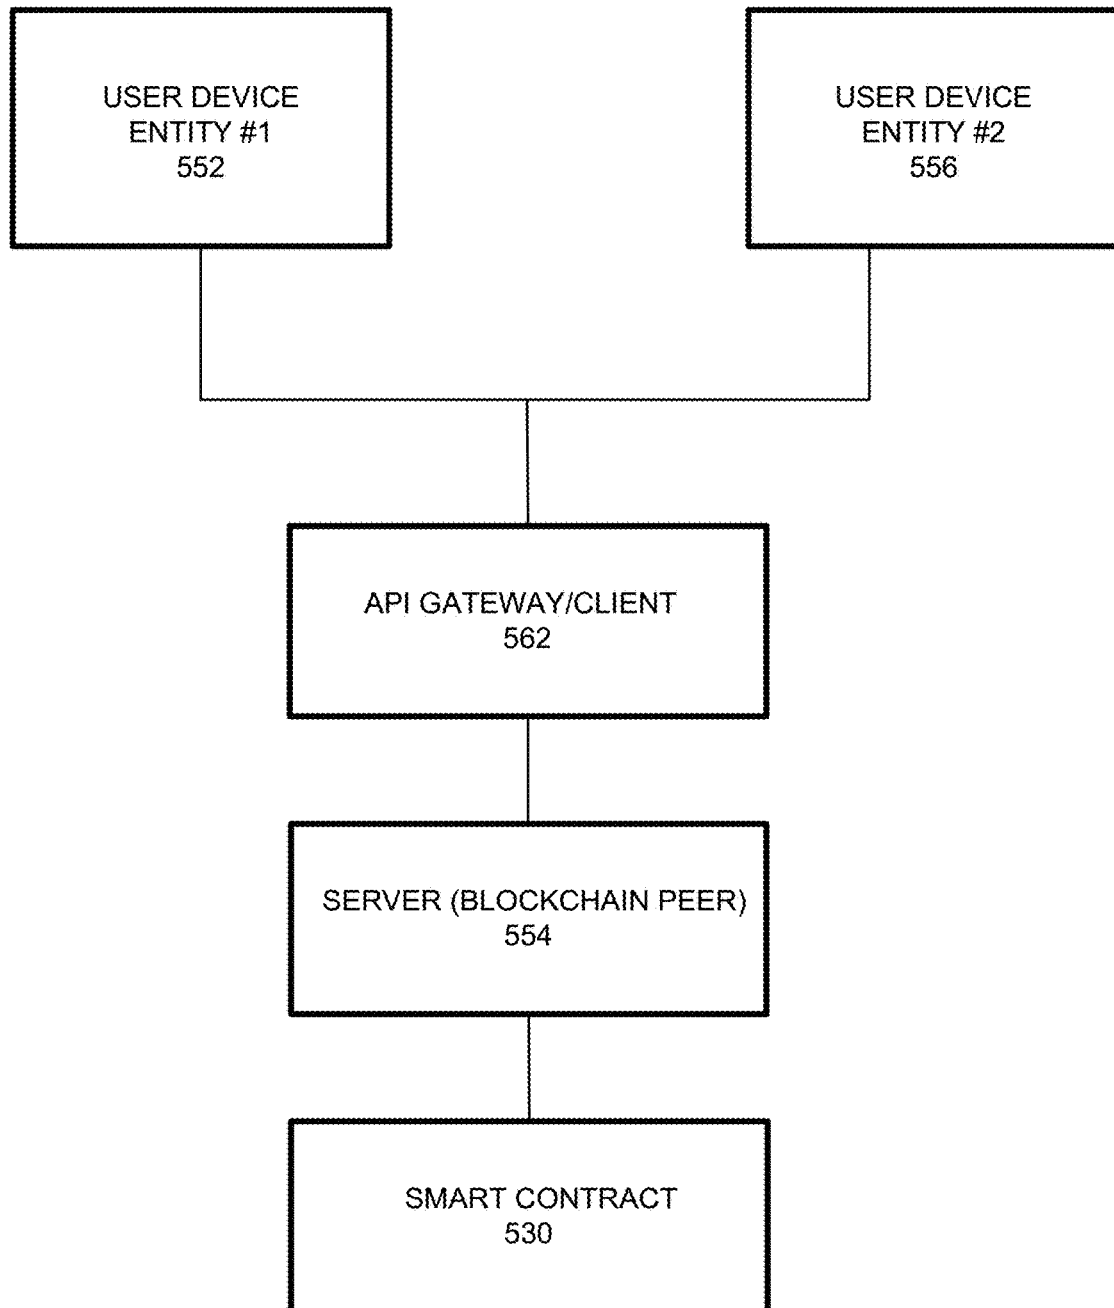 USER DEVICE
ENTITY #1
552
USER DEVICE
ENTITY #2
556
API GATEWAY/CLIENT
562
SERVER (BLOCKCHAIN PEER)
554
SMART CONTRACT
530